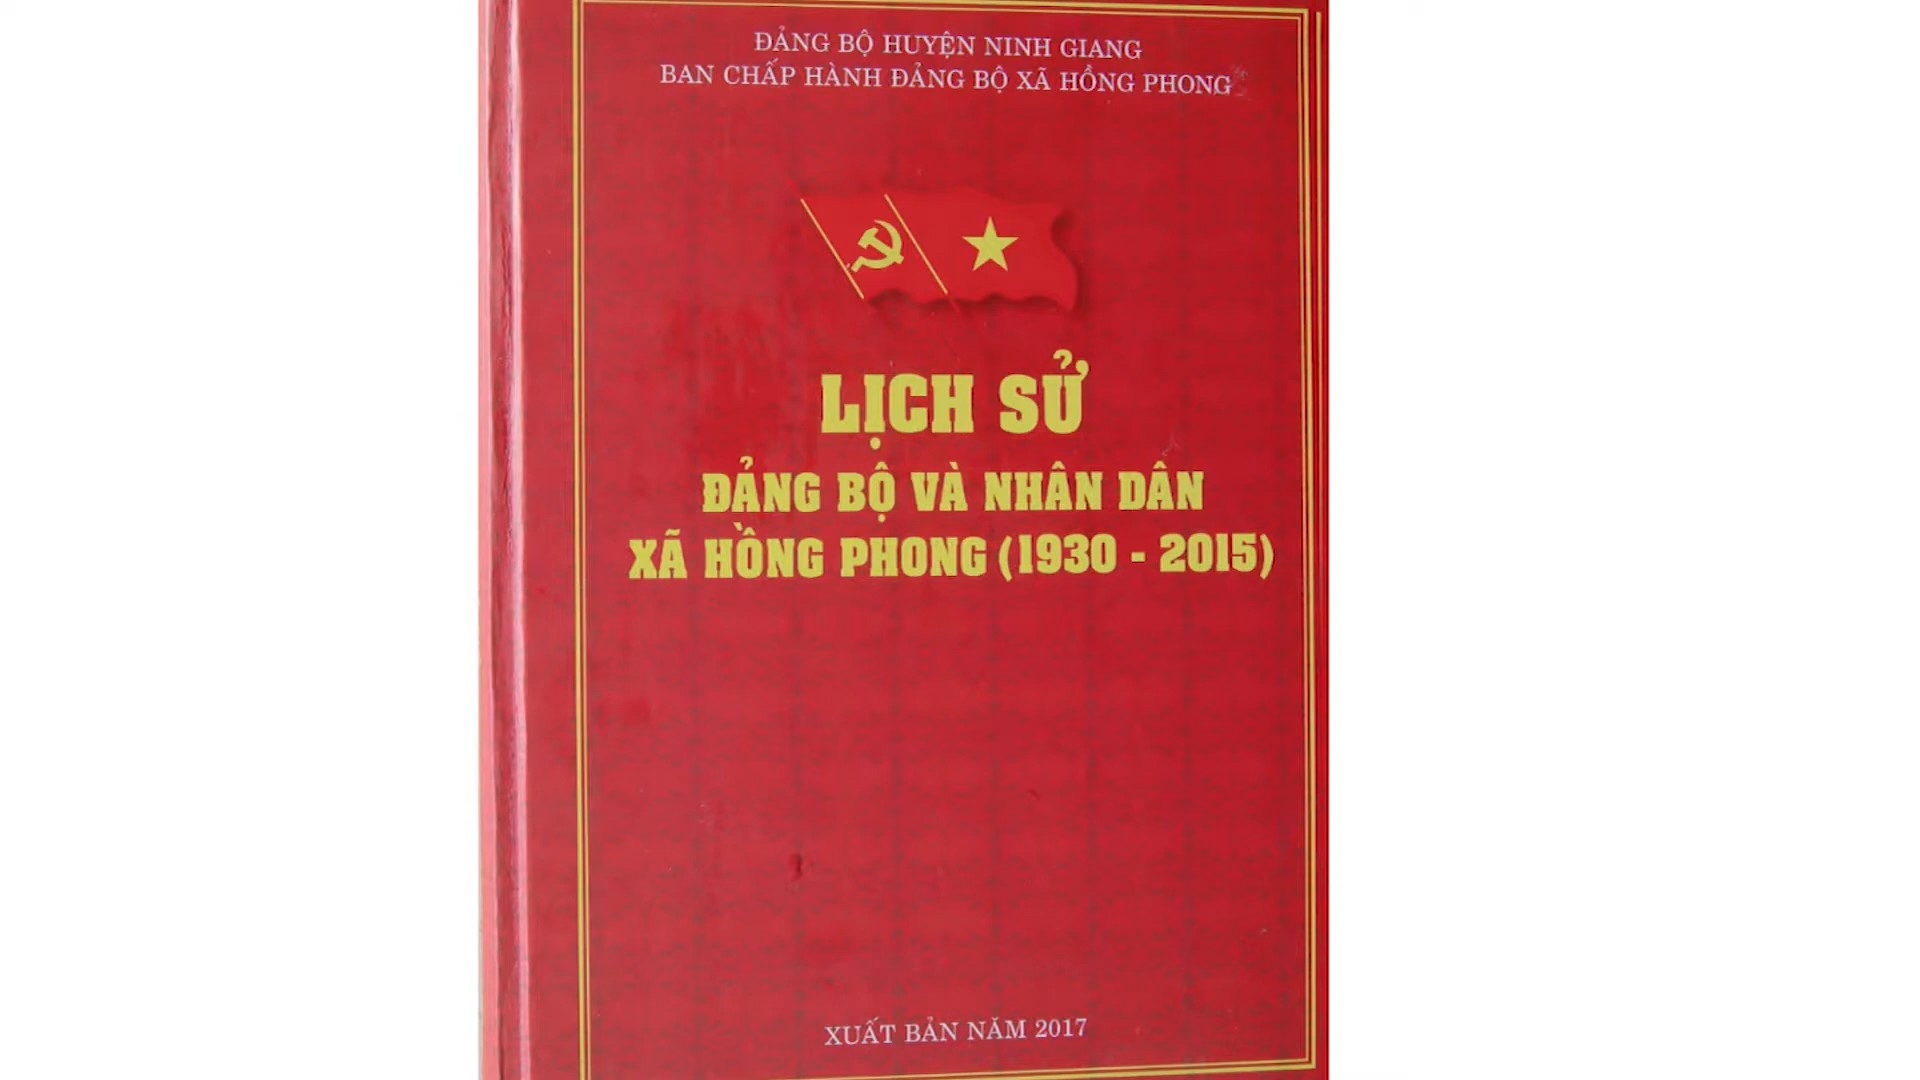 ĐẢNG BỘ HUYỆN NINH GIANG
BAN CHẤP HÀNH ĐẢNG BỘ XÃ HỒNG PHONG
LỊCH SỬ
ĐẢNG BỘ VÀ NHÂN DÂN
XÃ HỒNG PHONG (1930 - 2015)
XUẤT BẢN NĂM 2017